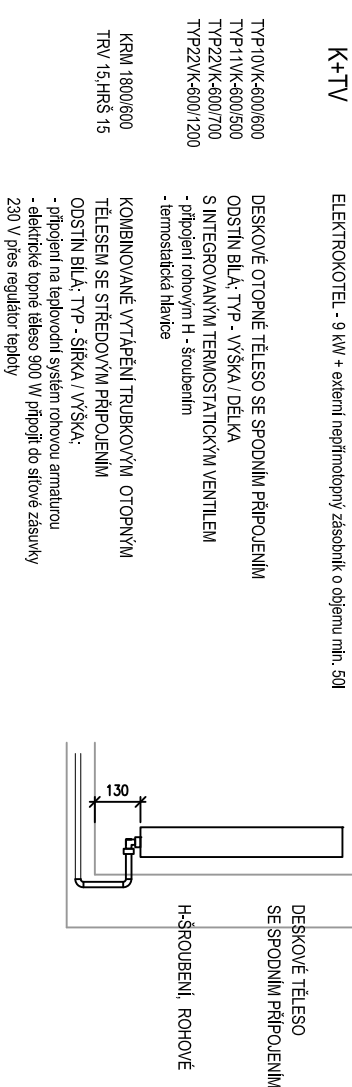 K+TV
ELEKTROKOTEL - 9 kW + externí nepřímotopný zásobník o objemu min. 50l
TYP10VK-600/600
TYP11VK-600/500
TYP22VK-600/700
TYP22VK-600/1200
DESKOVÉ OTOPNÉ TĚLESO SE SPODNÍM PŘIPOJENÍM
ODSTÍN BÍLÁ; TYP - VÝŠKA / DÉLKA
S INTEGROVANÝM TERMOSTATICKÝM VENTILEM
- připojení rohovým H - šroubením
- termostatická hlavice
KRM 1800/600
TRV 15,HRŠ 15
KOMBINOVANÉ VYTÁPĚNÍ TRUBKOVÝM OTOPNÝM
TĚLESEM SE STŘEDOVÝM PŘIPOJENÍM
ODSTÍN BÍLÁ; TYP - ŠÍŘKA / VÝŠKA;
- připojení na teplovodní systém rohovou armaturou
- elektrické topné těleso 900 W připojit do síťové zásuvky
230 V přes regulátor teploty
DESKOVÉ TĚLESO
SE SPODNÍM PŘIPOJENÍM
130
H-ŠROUBENÍ, ROHOVÉ